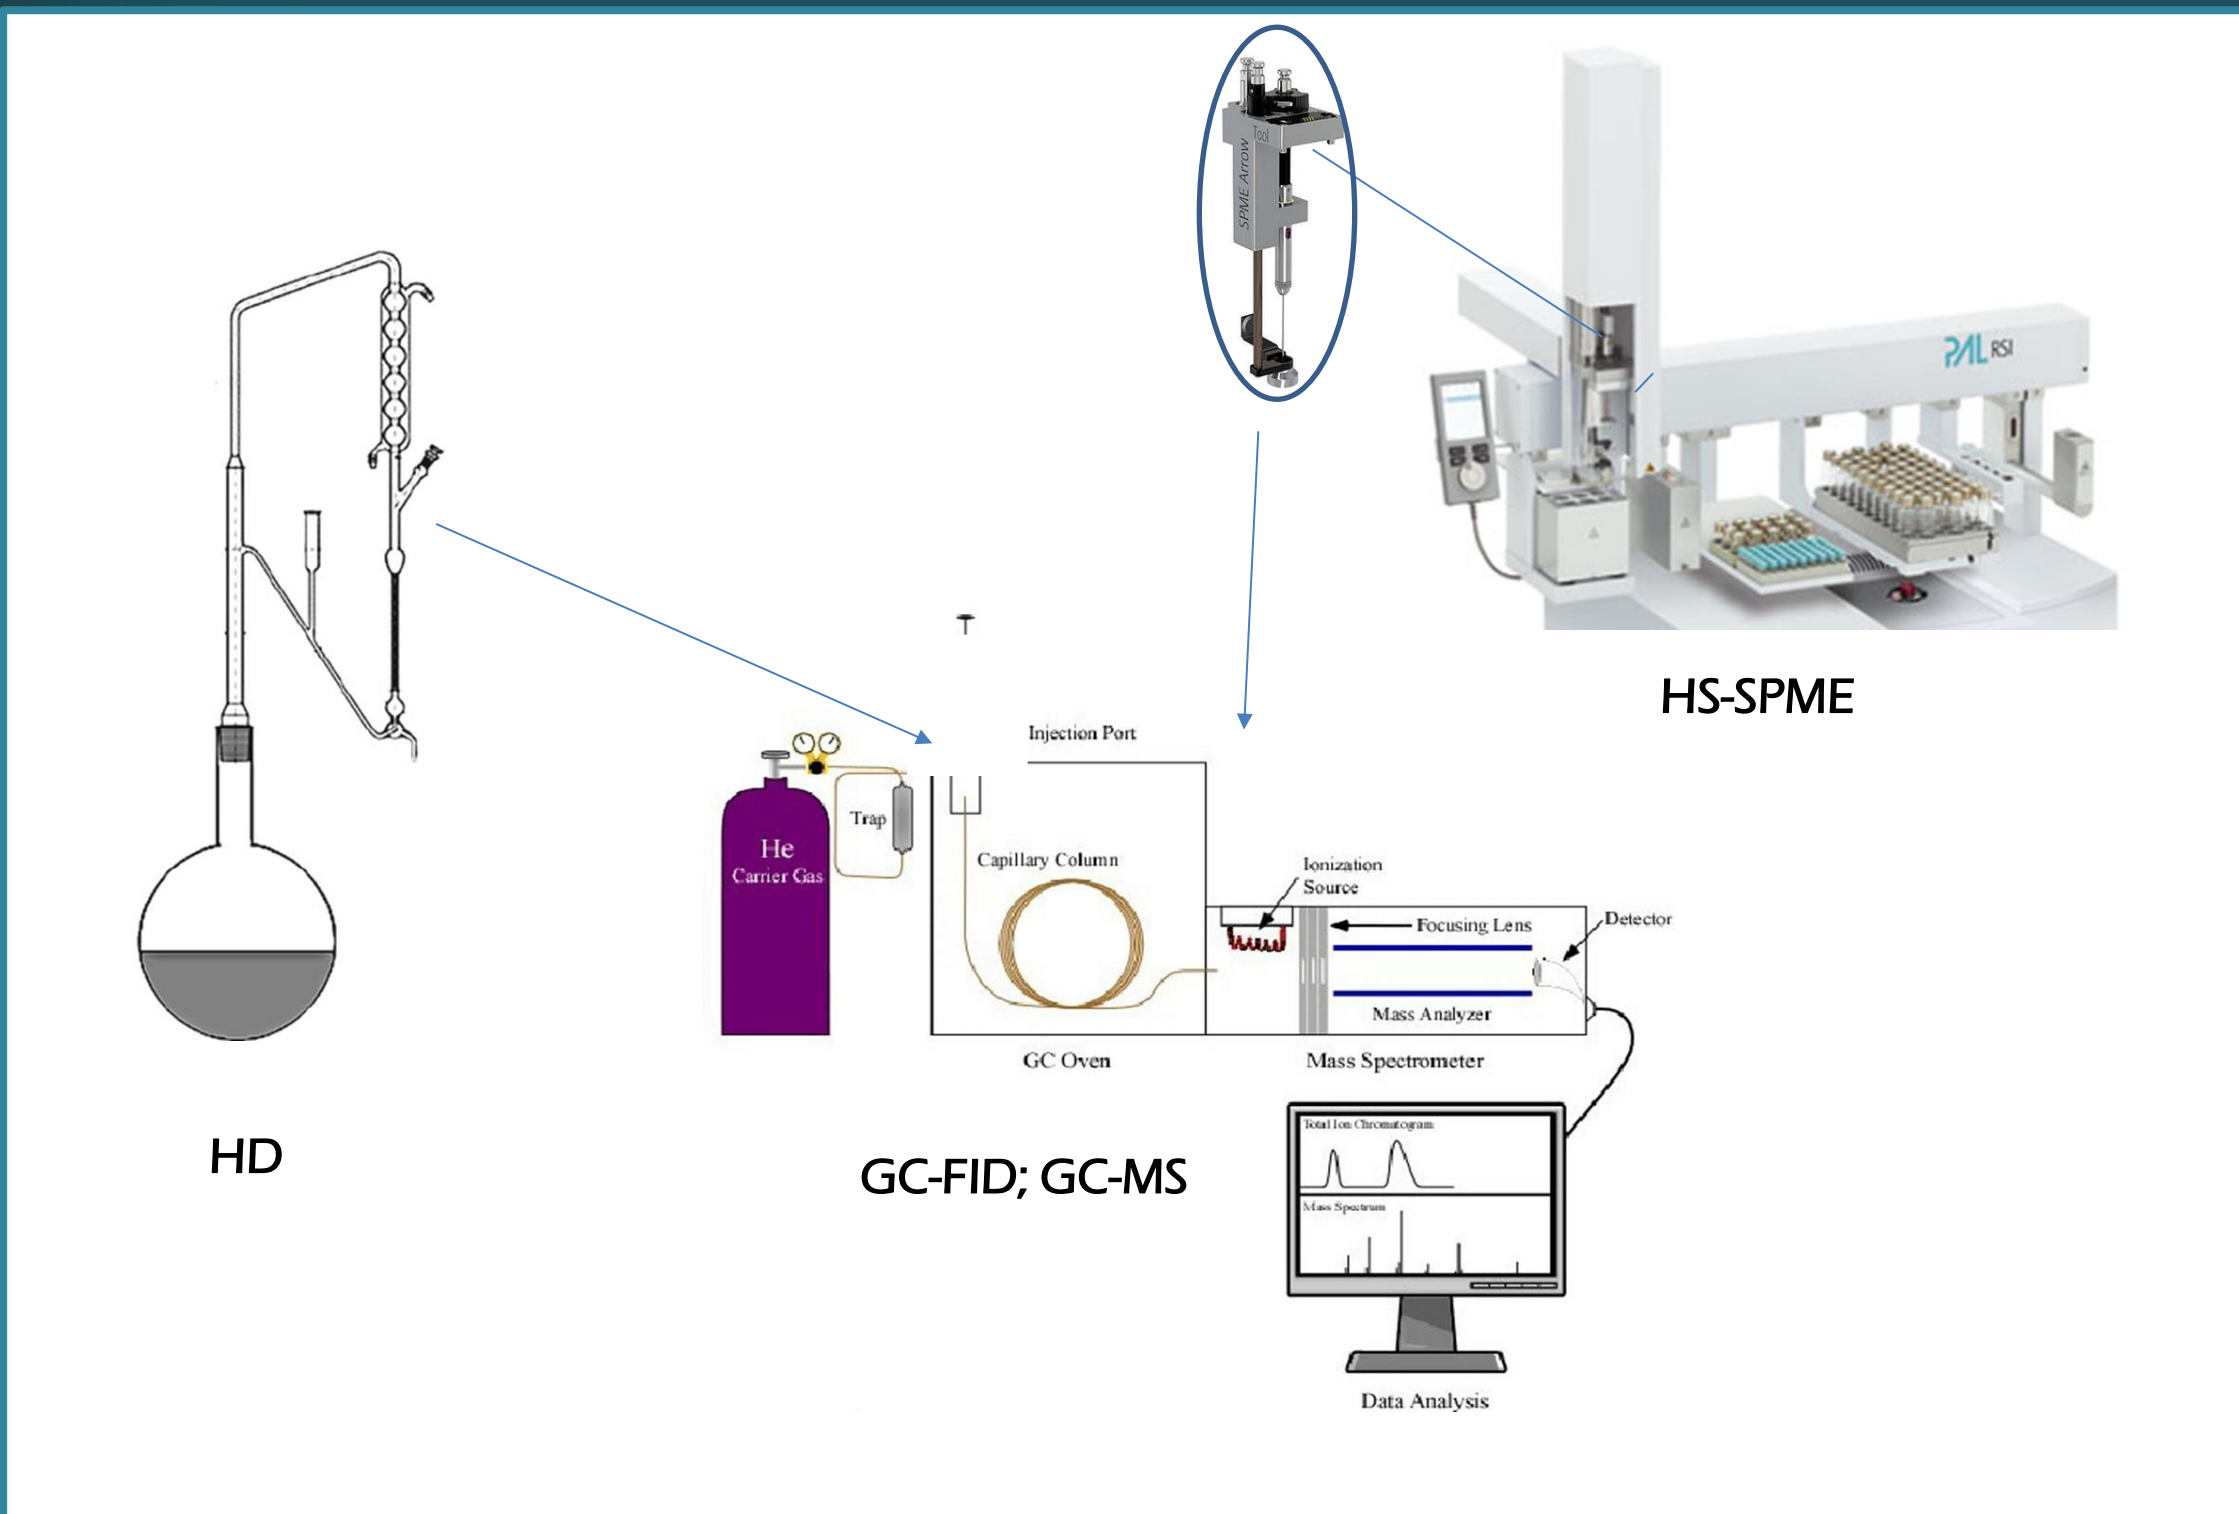 Tool
SPME Arrow
PAL RSI
HS-SPME
Injection Port
Trap
He
Carrier Gas
Capillary Column
Ionization
Source
Focusing Lens
Detector
Mass Analyzer
GC Oven
Mass Spectrometer
HD
GC-FID; GC-MS
Total Ion Chromatogram
Mass Spectrum
Data Analysis